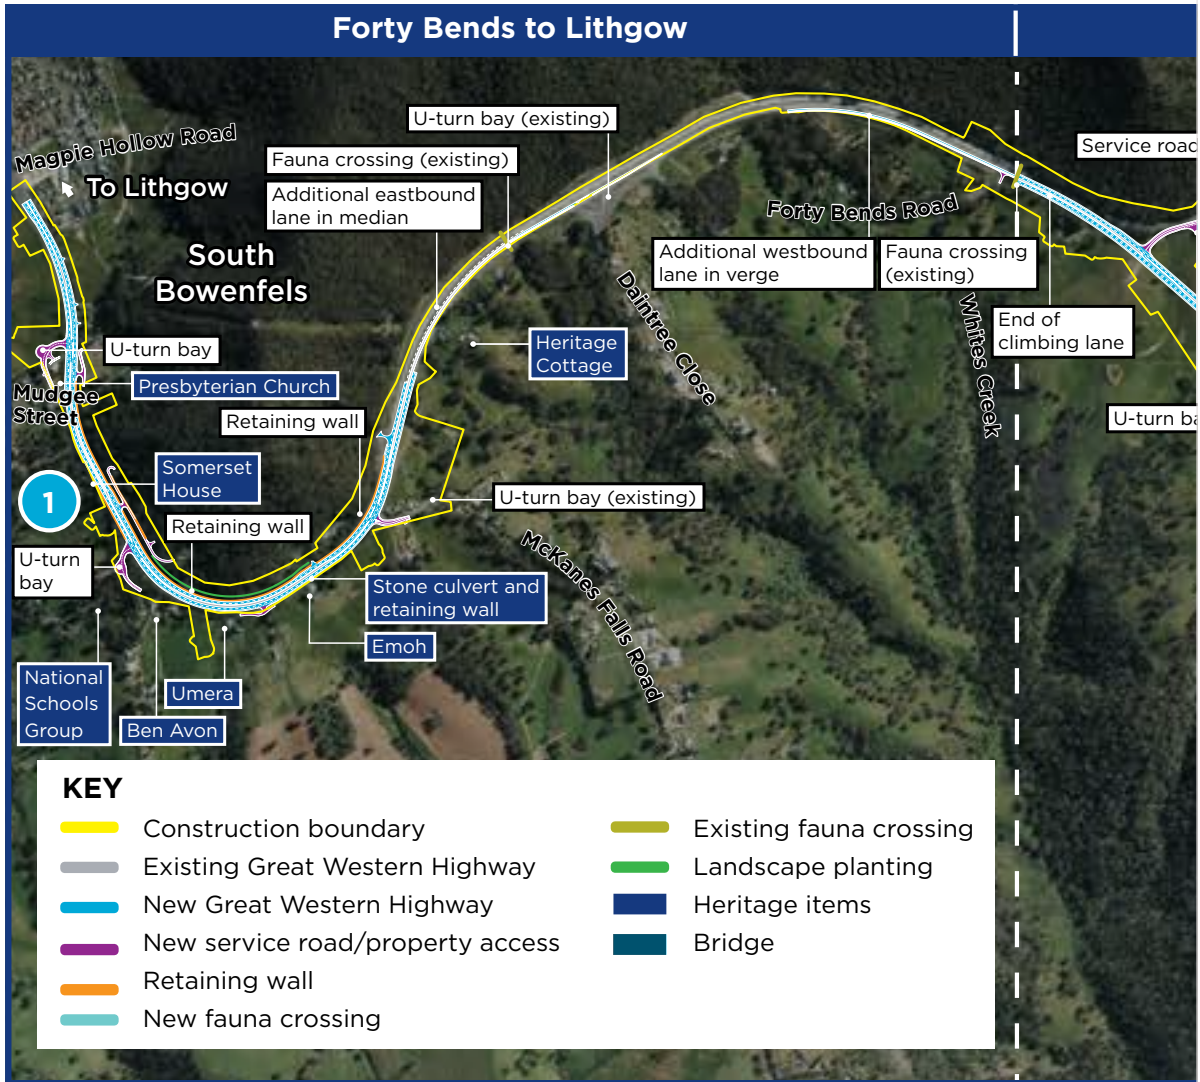 Forty Bends to Lithgow
Magpie Hollow Road
To Lithgow
U-turn bay (existing)
Service road
Fauna crossing (existing)
Additional eastbound
lane in median
South
Bowenfels
Forty Bends Road
Additional westbound
lane in verge
Fauna crossing
(existing)
Daintree Close
Whites Creek
End of
climbing lane
U-turn bay
Heritage
Cottage
Presbyterian Church
Mudgee
Street
Retaining wall
U-turn ba
Somerset
House
1
U-turn bay (existing)
Retaining wall
McKanes Falls Road
U-turn
bay
Stone culvert and
retaining wall
Emoh
National
Schools
Group
Umera
Ben Avon
KEY
Construction boundary
Existing Great Western Highway
New Great Western Highway
New service road/property access
Retaining wall
New fauna crossing
Existing fauna crossing
Landscape planting
Heritage items
Bridge